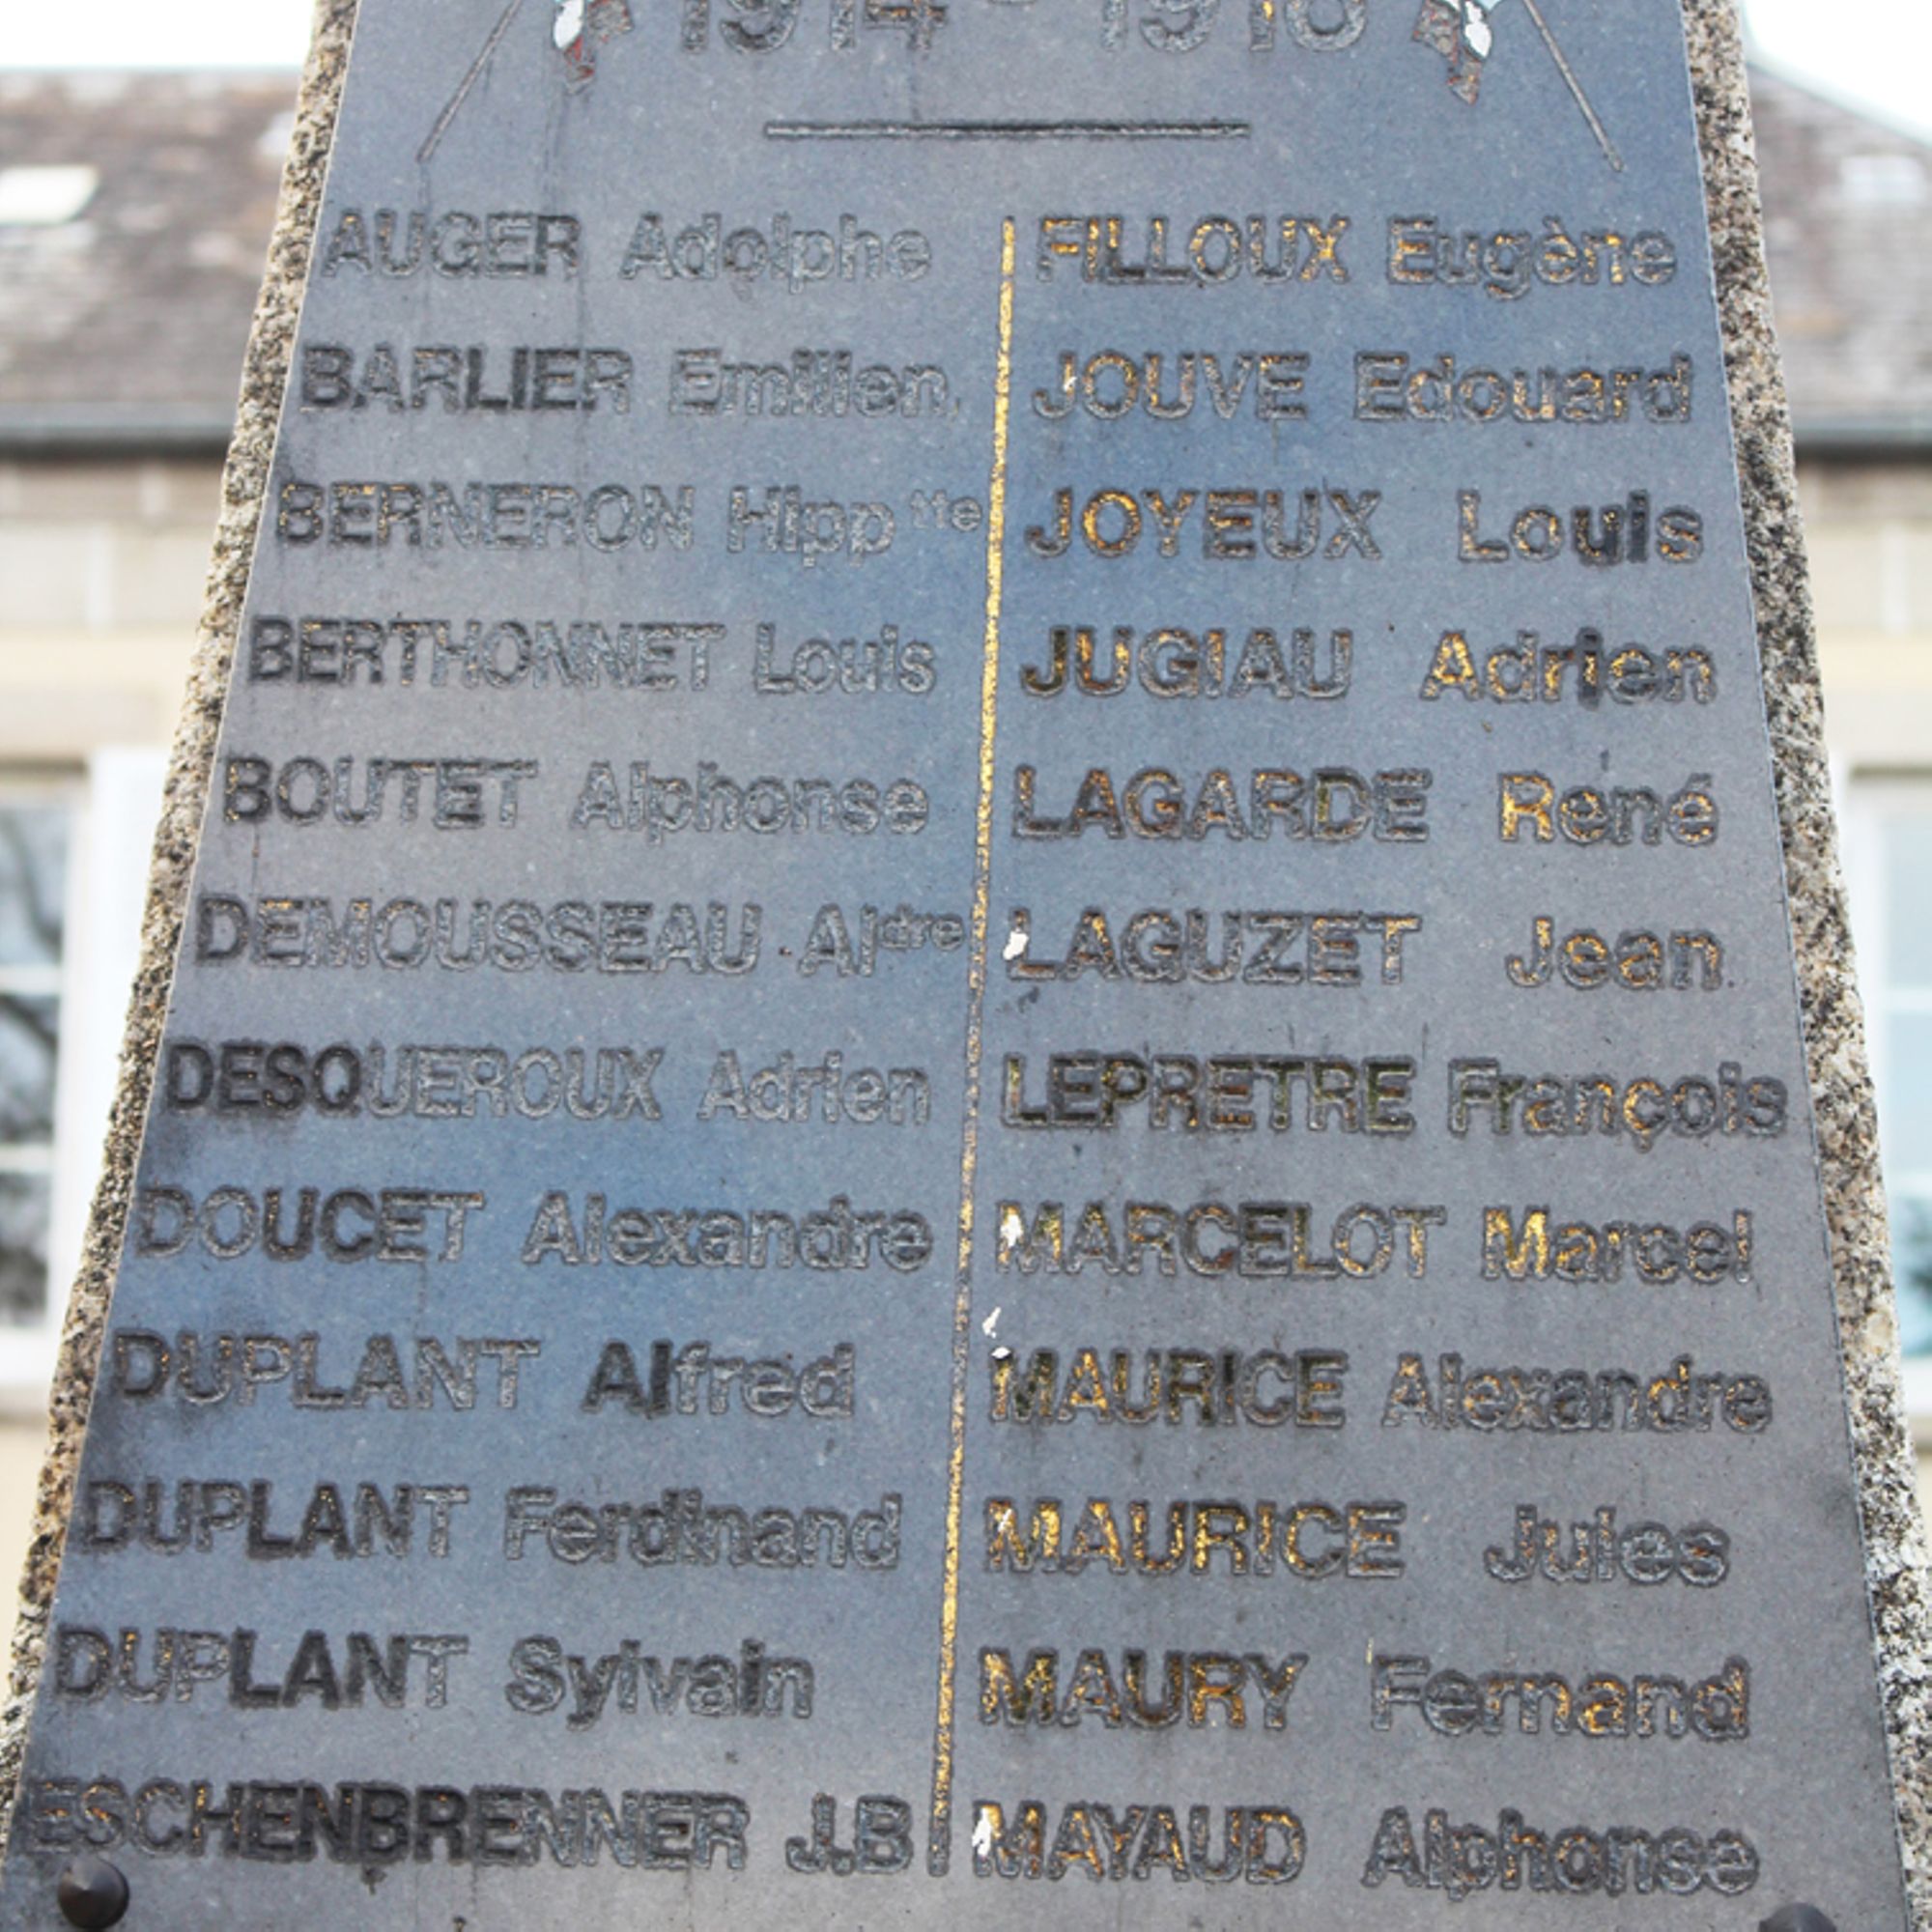 1914 - 1918
AUGER Adolphe
BARLIER Emilien
BERNERON Hipp tte
BERTHONNET Louis
BOUTET Alphonse
DEMOUSSEAU Aldre
DESQUEROUX Adrien
DOUCET Alexandre
DUPLANT Alfred
DUPLANT Ferdinand
DUPLANT Sylvain
ESCHENBRENNER J.B
FILLOUX Eugène
JOUVE Edouard
JOYEUX Louis
JUGIAU Adrien
LAGARDE René
LAGUZET Jean
LEPRETRE François
MARCELOT Marcel
MAURICE Alexandre
MAURICE Jules
MAURY Fernand
MAYAUD Alphonse